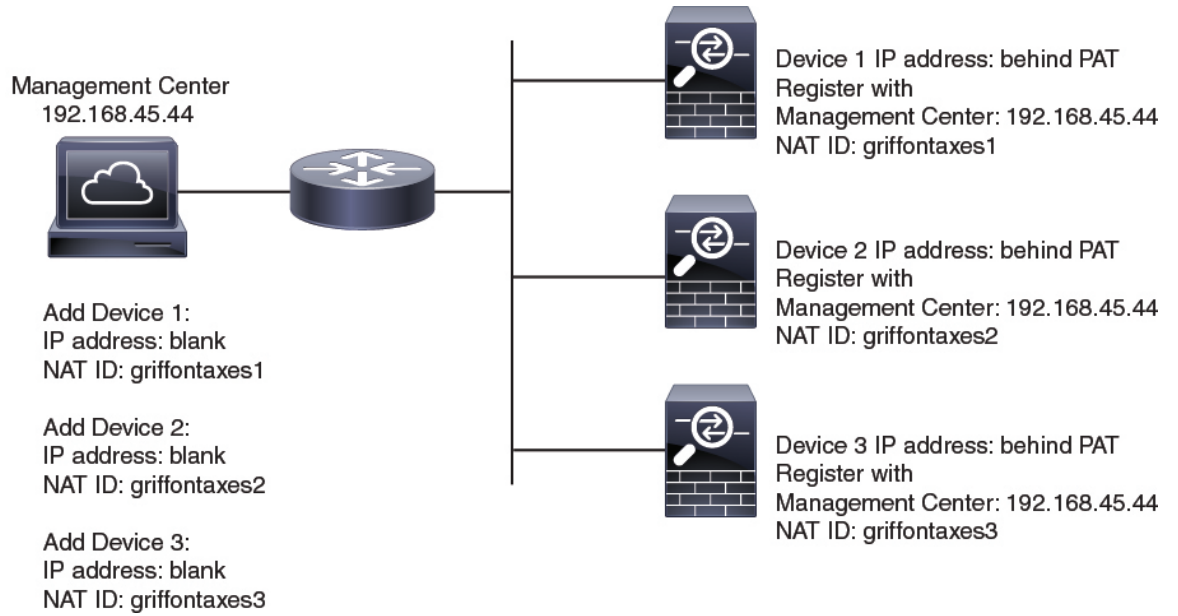 Management Center
192.168.45.44
Add Device 1:
IP address: blank
NAT ID: griffontaxes1
Add Device 2:
IP address: blank
NAT ID: griffontaxes2
Add Device 3:
IP address: blank
NAT ID: griffontaxes3
Device 1 IP address: behind PAT
Register with
Management Center: 192.168.45.44
NAT ID: griffontaxes1
Device 2 IP address: behind PAT
Register with
Management Center: 192.168.45.44
NAT ID: griffontaxes2
Device 3 IP address: behind PAT
Register with
Management Center: 192.168.45.44
NAT ID: griffontaxes3